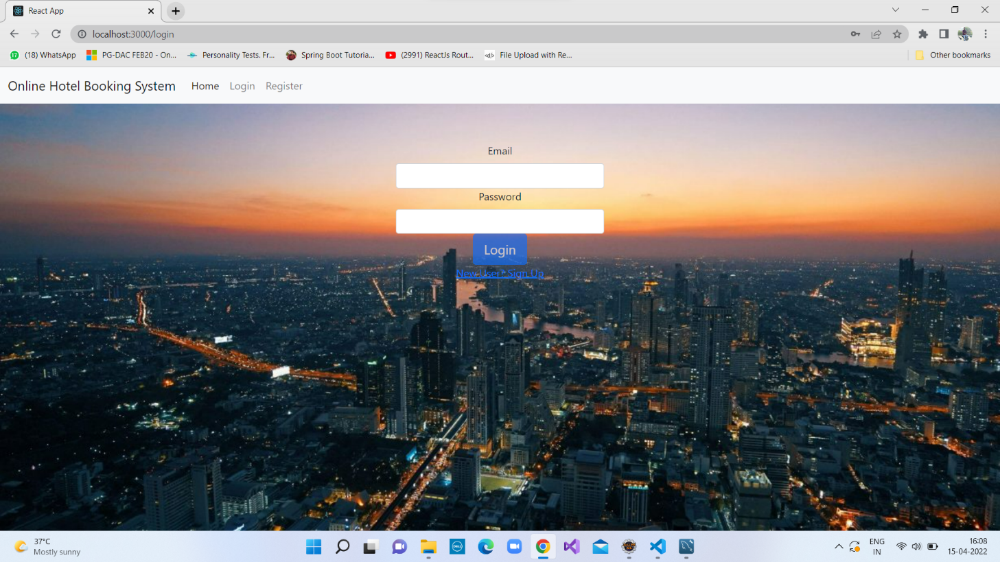 React App
localhost:3000/login
(18) WhatsApp
PG-DAC FEB20 - On...
Personality Tests. Fr...
Spring Boot Tutoria...
(2991) ReactJs Rout...
</> File Upload with Re...
Other bookmarks
Online Hotel Booking System Home Login Register
Email
Password
Login
New User? Sign Up
37°C
Mostly sunny
DELL
ENG
IN
16:08
15-04-2022